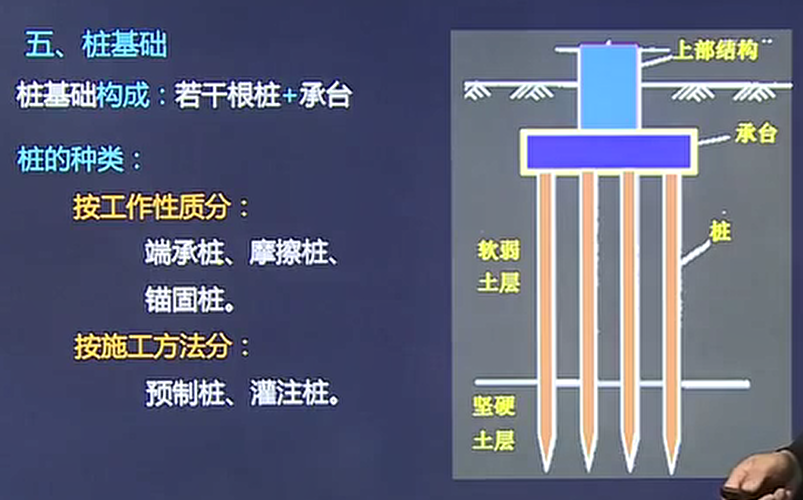 五、桩基础
桩基础构成：若干根桩+承台
桩的种类：
按工作性质分：
端承桩、摩擦桩、
锚固桩。
按施工方法分：
预制桩、灌注桩。
上部结构
承台
桩
软弱
土层
坚硬
土层